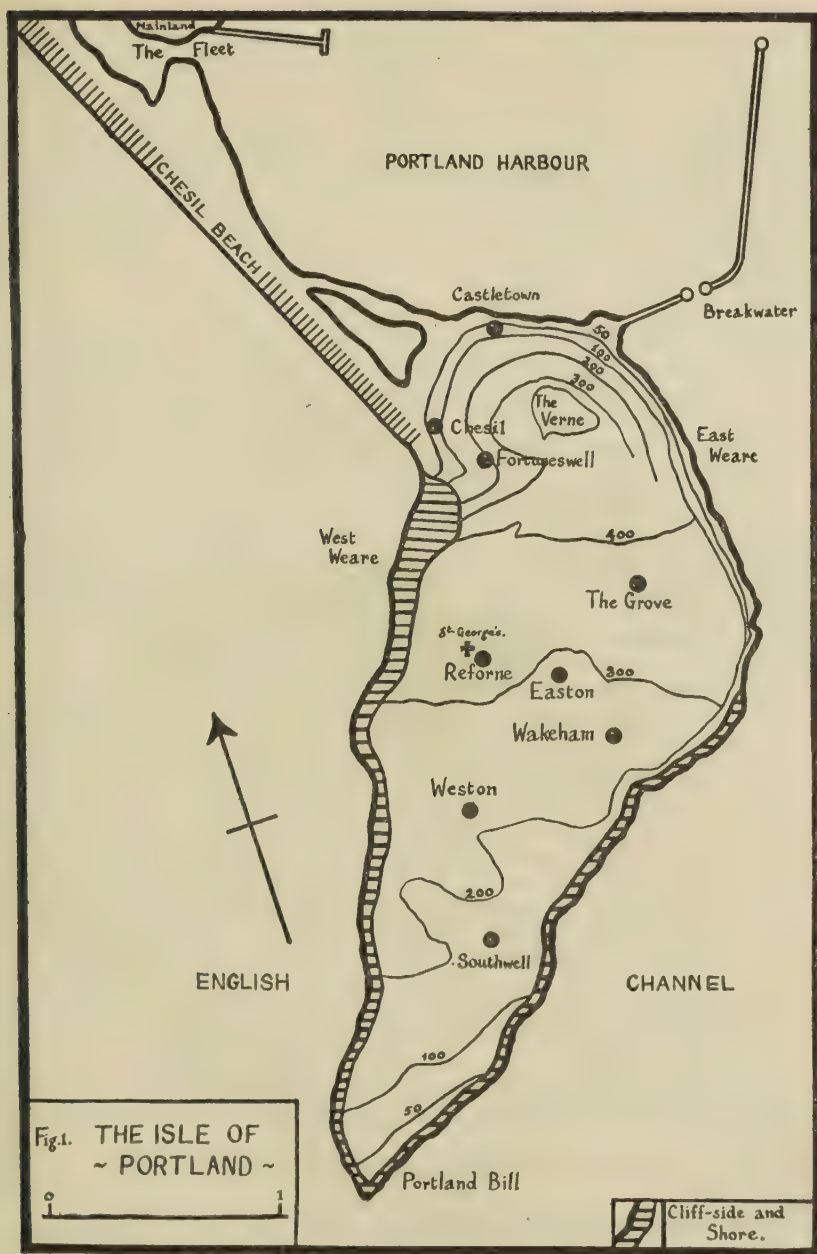 Mainland
The Fleet
CHESIL BEACH
PORTLAND HARBOUR
Castletown
Breakwater
50
100
200
300
The
Verne
Chesil
Fortuneswell
East
Weare
West
Weare
400
The Grove
St. George's.
Reforne
Easton
300
Wakeham
Weston
200
Southwell
ENGLISH
CHANNEL
100
50
Portland Bill
Fig.1. THE ISLE OF
~ PORTLAND ~
0 1
Cliff-side and
Shore.